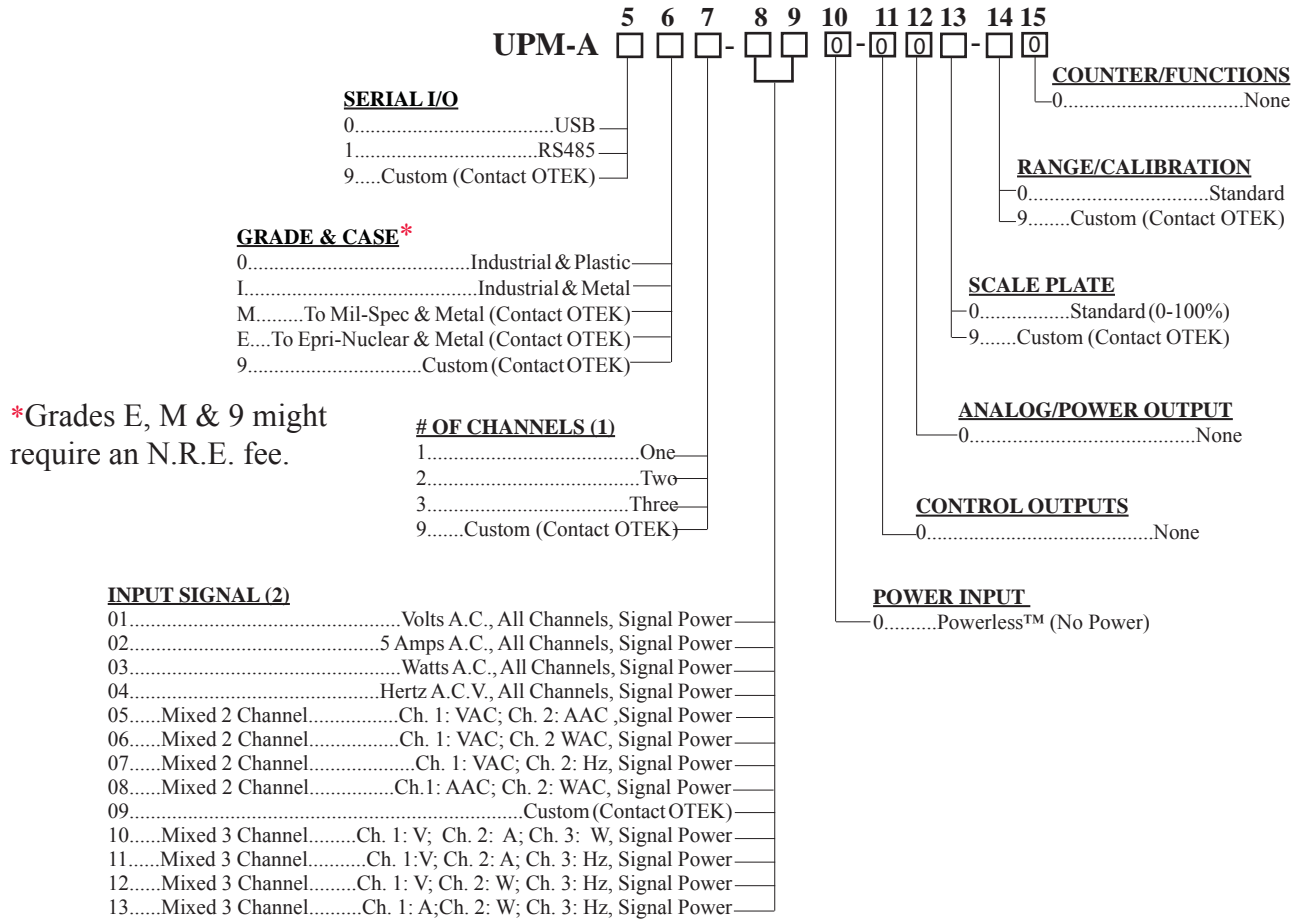 5 6 7 8 9 10 11 12 13 14 15
UPM-A □ □ □-□ □ 0-0 0 □-□ 0
COUNTER/FUNCTIONS
0.............................None
SERIAL I/O
0...............................USB
1.............................RS485
9.....Custom (Contact OTEK)
RANGE/CALIBRATION
0..............................Standard
9........Custom (Contact OTEK)
GRADE & CASE*
0...................................Industrial & Plastic
I.....................................Industrial & Metal
M.........To Mil-Spec & Metal (Contact OTEK)
E....To Epri-Nuclear & Metal (Contact OTEK)
9...............................Custom (Contact OTEK)
SCALE PLATE
0...............Standard (0-100%)
9.......Custom (Contact OTEK)
*Grades E, M & 9 might
require an N.R.E. fee.
# OF CHANNELS (1)
1..................................One
2..................................Two
3................................Three
9.......Custom (Contact OTEK)
ANALOG/POWER OUTPUT
0....................................None
CONTROL OUTPUTS
0.....................................None
INPUT SIGNAL (2)
01...........................................Volts A.C., All Channels, Signal Power
02........................................5 Amps A.C., All Channels, Signal Power
03...........................................Watts A.C., All Channels, Signal Power
04........................................Hertz A.C.V., All Channels, Signal Power
05......Mixed 2 Channel.................Ch. 1: VAC; Ch. 2: AAC ,Signal Power
06......Mixed 2 Channel.................Ch. 1: VAC; Ch. 2 WAC, Signal Power
07......Mixed 2 Channel....................Ch. 1: VAC; Ch. 2: Hz, Signal Power
08......Mixed 2 Channel................Ch.1: AAC; Ch. 2: WAC, Signal Power
09...............................................................Custom (Contact OTEK)
10......Mixed 3 Channel.........Ch. 1: V; Ch. 2: A; Ch. 3: W, Signal Power
11......Mixed 3 Channel..........Ch. 1:V; Ch. 2: A; Ch. 3: Hz, Signal Power
12......Mixed 3 Channel.........Ch. 1: V; Ch. 2: W; Ch. 3: Hz, Signal Power
13......Mixed 3 Channel..........Ch. 1: A;Ch. 2: W; Ch. 3: Hz, Signal Power
POWER INPUT
0..........Powerless™ (No Power)